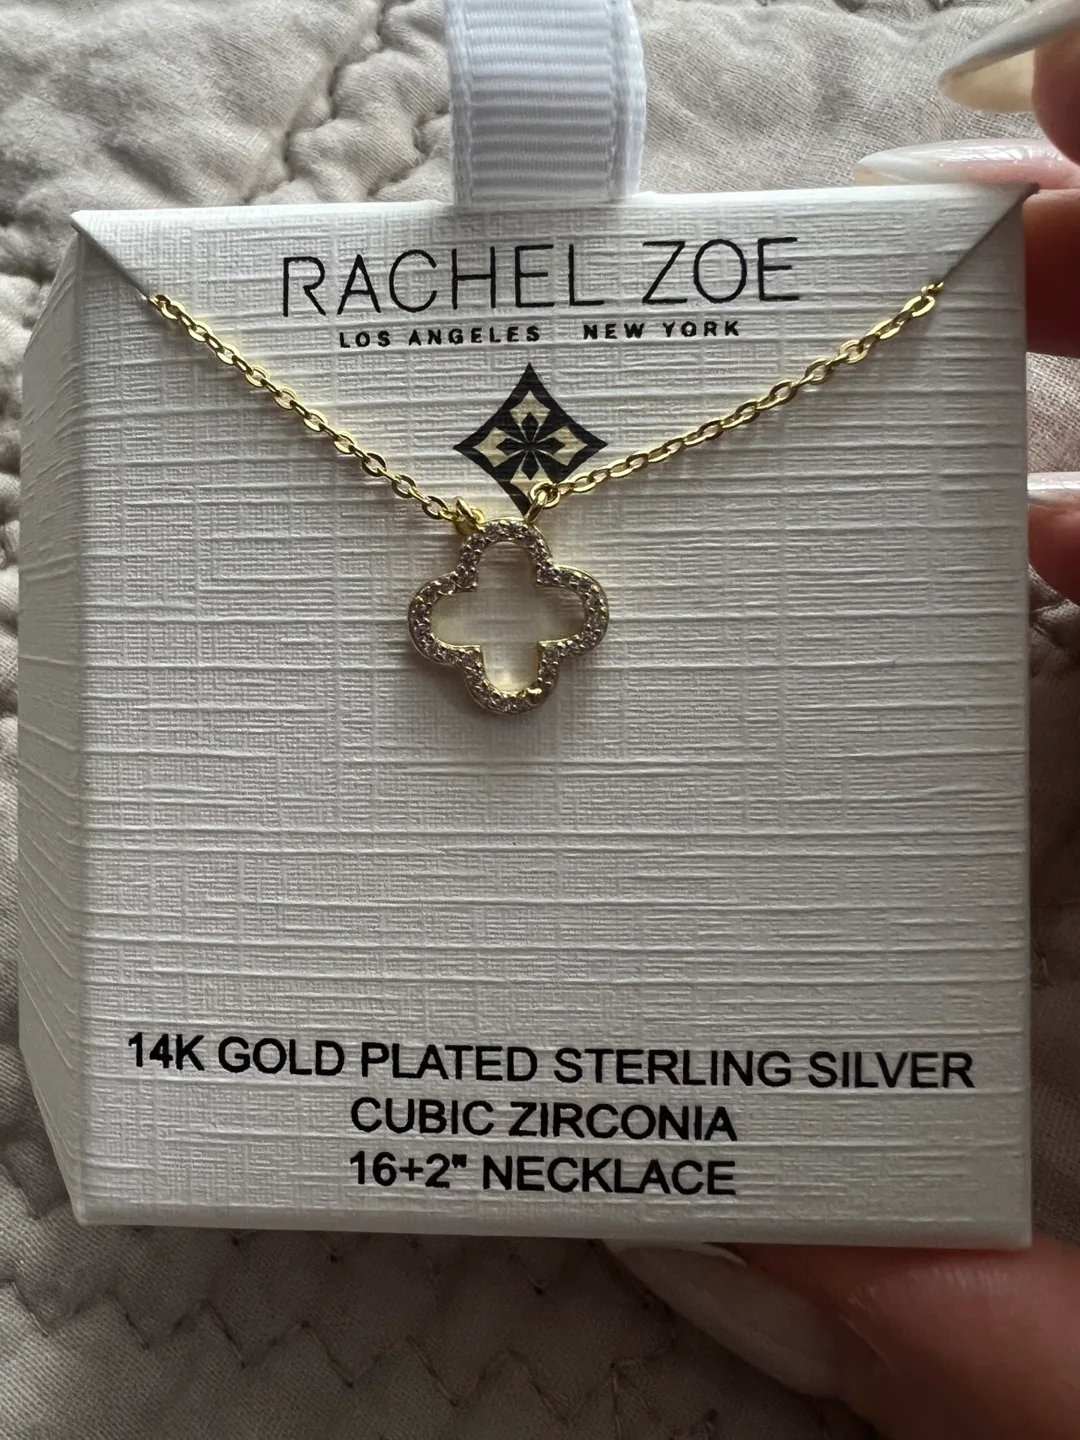 RACHEL ZOE
LOS ANGELES NEW YORK
14K GOLD PLATED STERLING SILVER
CUBIC ZIRCONIA
16+2" NECKLACE